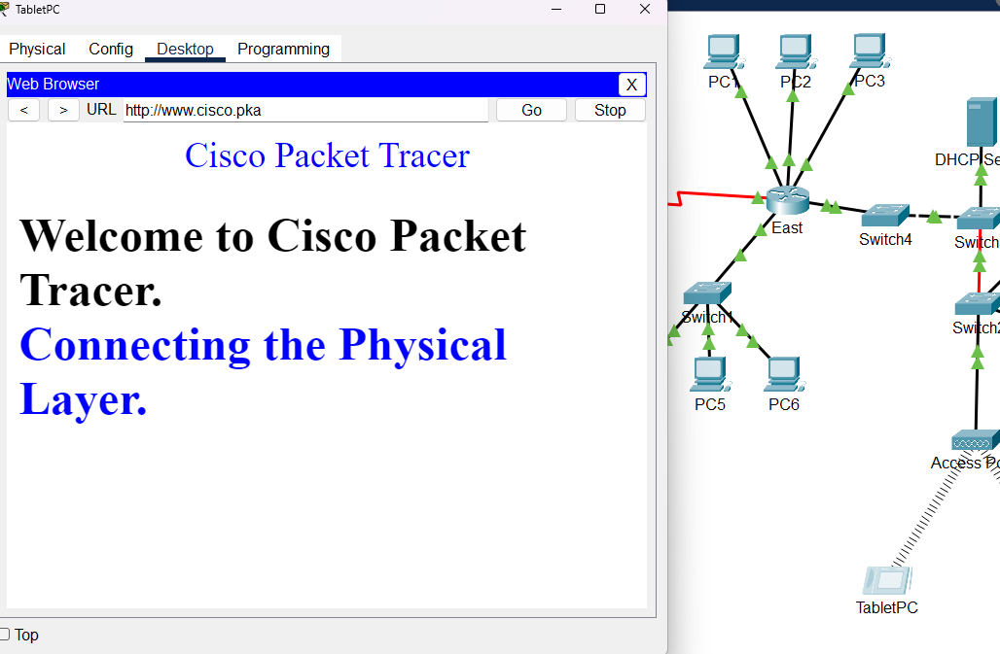 TabletPC
Physical Config Desktop Programming
Web Browser X
< > URL http://www.cisco.pka Go Stop
Cisco Packet Tracer
Welcome to Cisco Packet
Tracer.
Connecting the Physical
Layer.
Top
PC1 PC2 PC3
DHCP Se
East
Switch4
Switch
Switch1
Switch2
PC5 PC6
Access Po
TabletPC